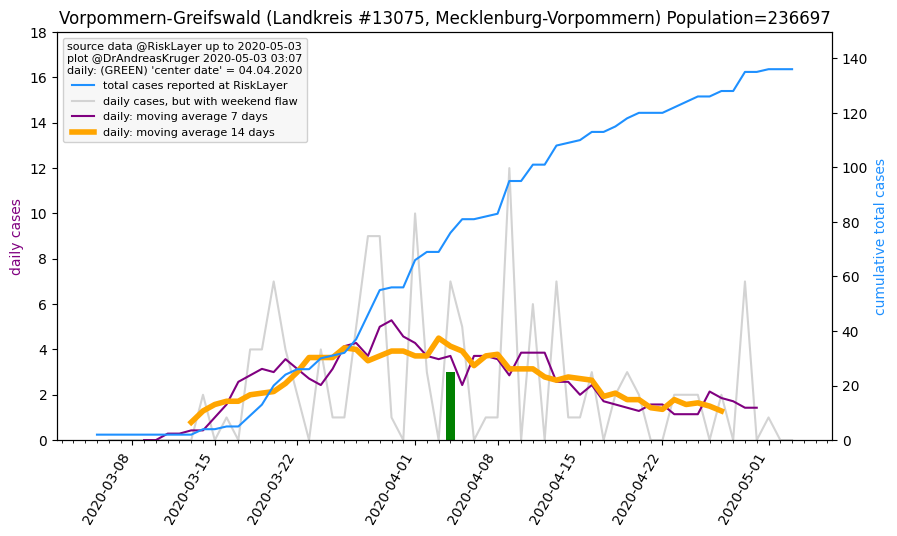 Vorpommern-Greifswald (Landkreis #13075, Mecklenburg-Vorpommern) Population=236697
source data @RiskLayer up to 2020-05-03
plot @DrAndreasKruger 2020-05-03 03:07
daily: (GREEN) 'center date' = 04.04.2020
total cases reported at RiskLayer
daily cases, but with weekend flaw
daily: moving average 7 days
daily: moving average 14 days
18
16
14
12
10
8
6
4
2
0
daily cases
140
120
100
80
60
40
20
0
cumulative total cases
2020-03-08
2020-03-15
2020-03-22
2020-04-01
2020-04-08
2020-04-15
2020-04-22
2020-05-01